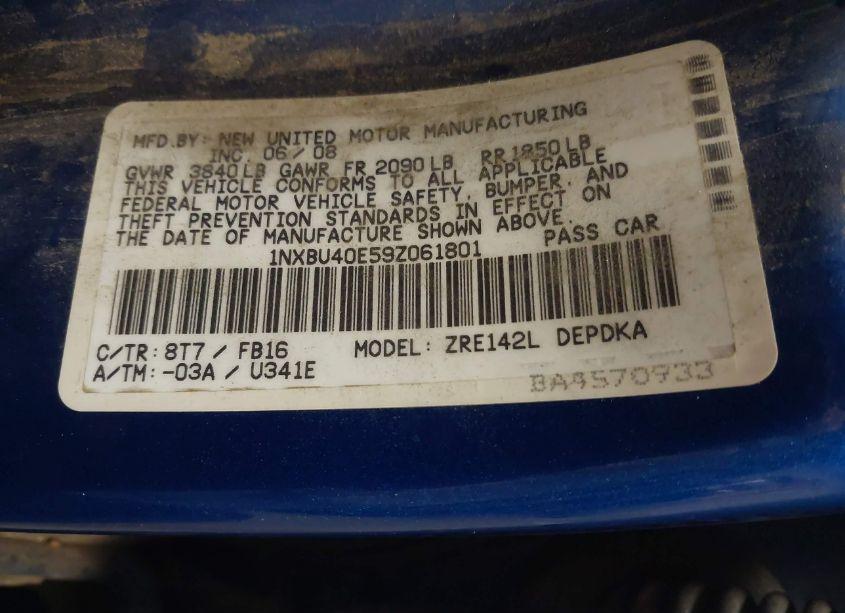 MFD.BY: NEW UNITED MOTOR MANUFACTURING
INC. 06/08
GVWR 3840LB GAWR FR 2090LB RR 1850LB
THIS VEHICLE CONFORMS TO ALL APPLICABLE
FEDERAL MOTOR VEHICLE SAFETY, BUMPER, AND
THEFT PREVENTION STANDARDS IN EFFECT ON
THE DATE OF MANUFACTURE SHOWN ABOVE.
1NXBU40E59Z061801 PASS CAR
C/TR: 8T7 / FB16 MODEL: ZRE142L DEPDKA
A/TM:-03A / U341E
BA4570933